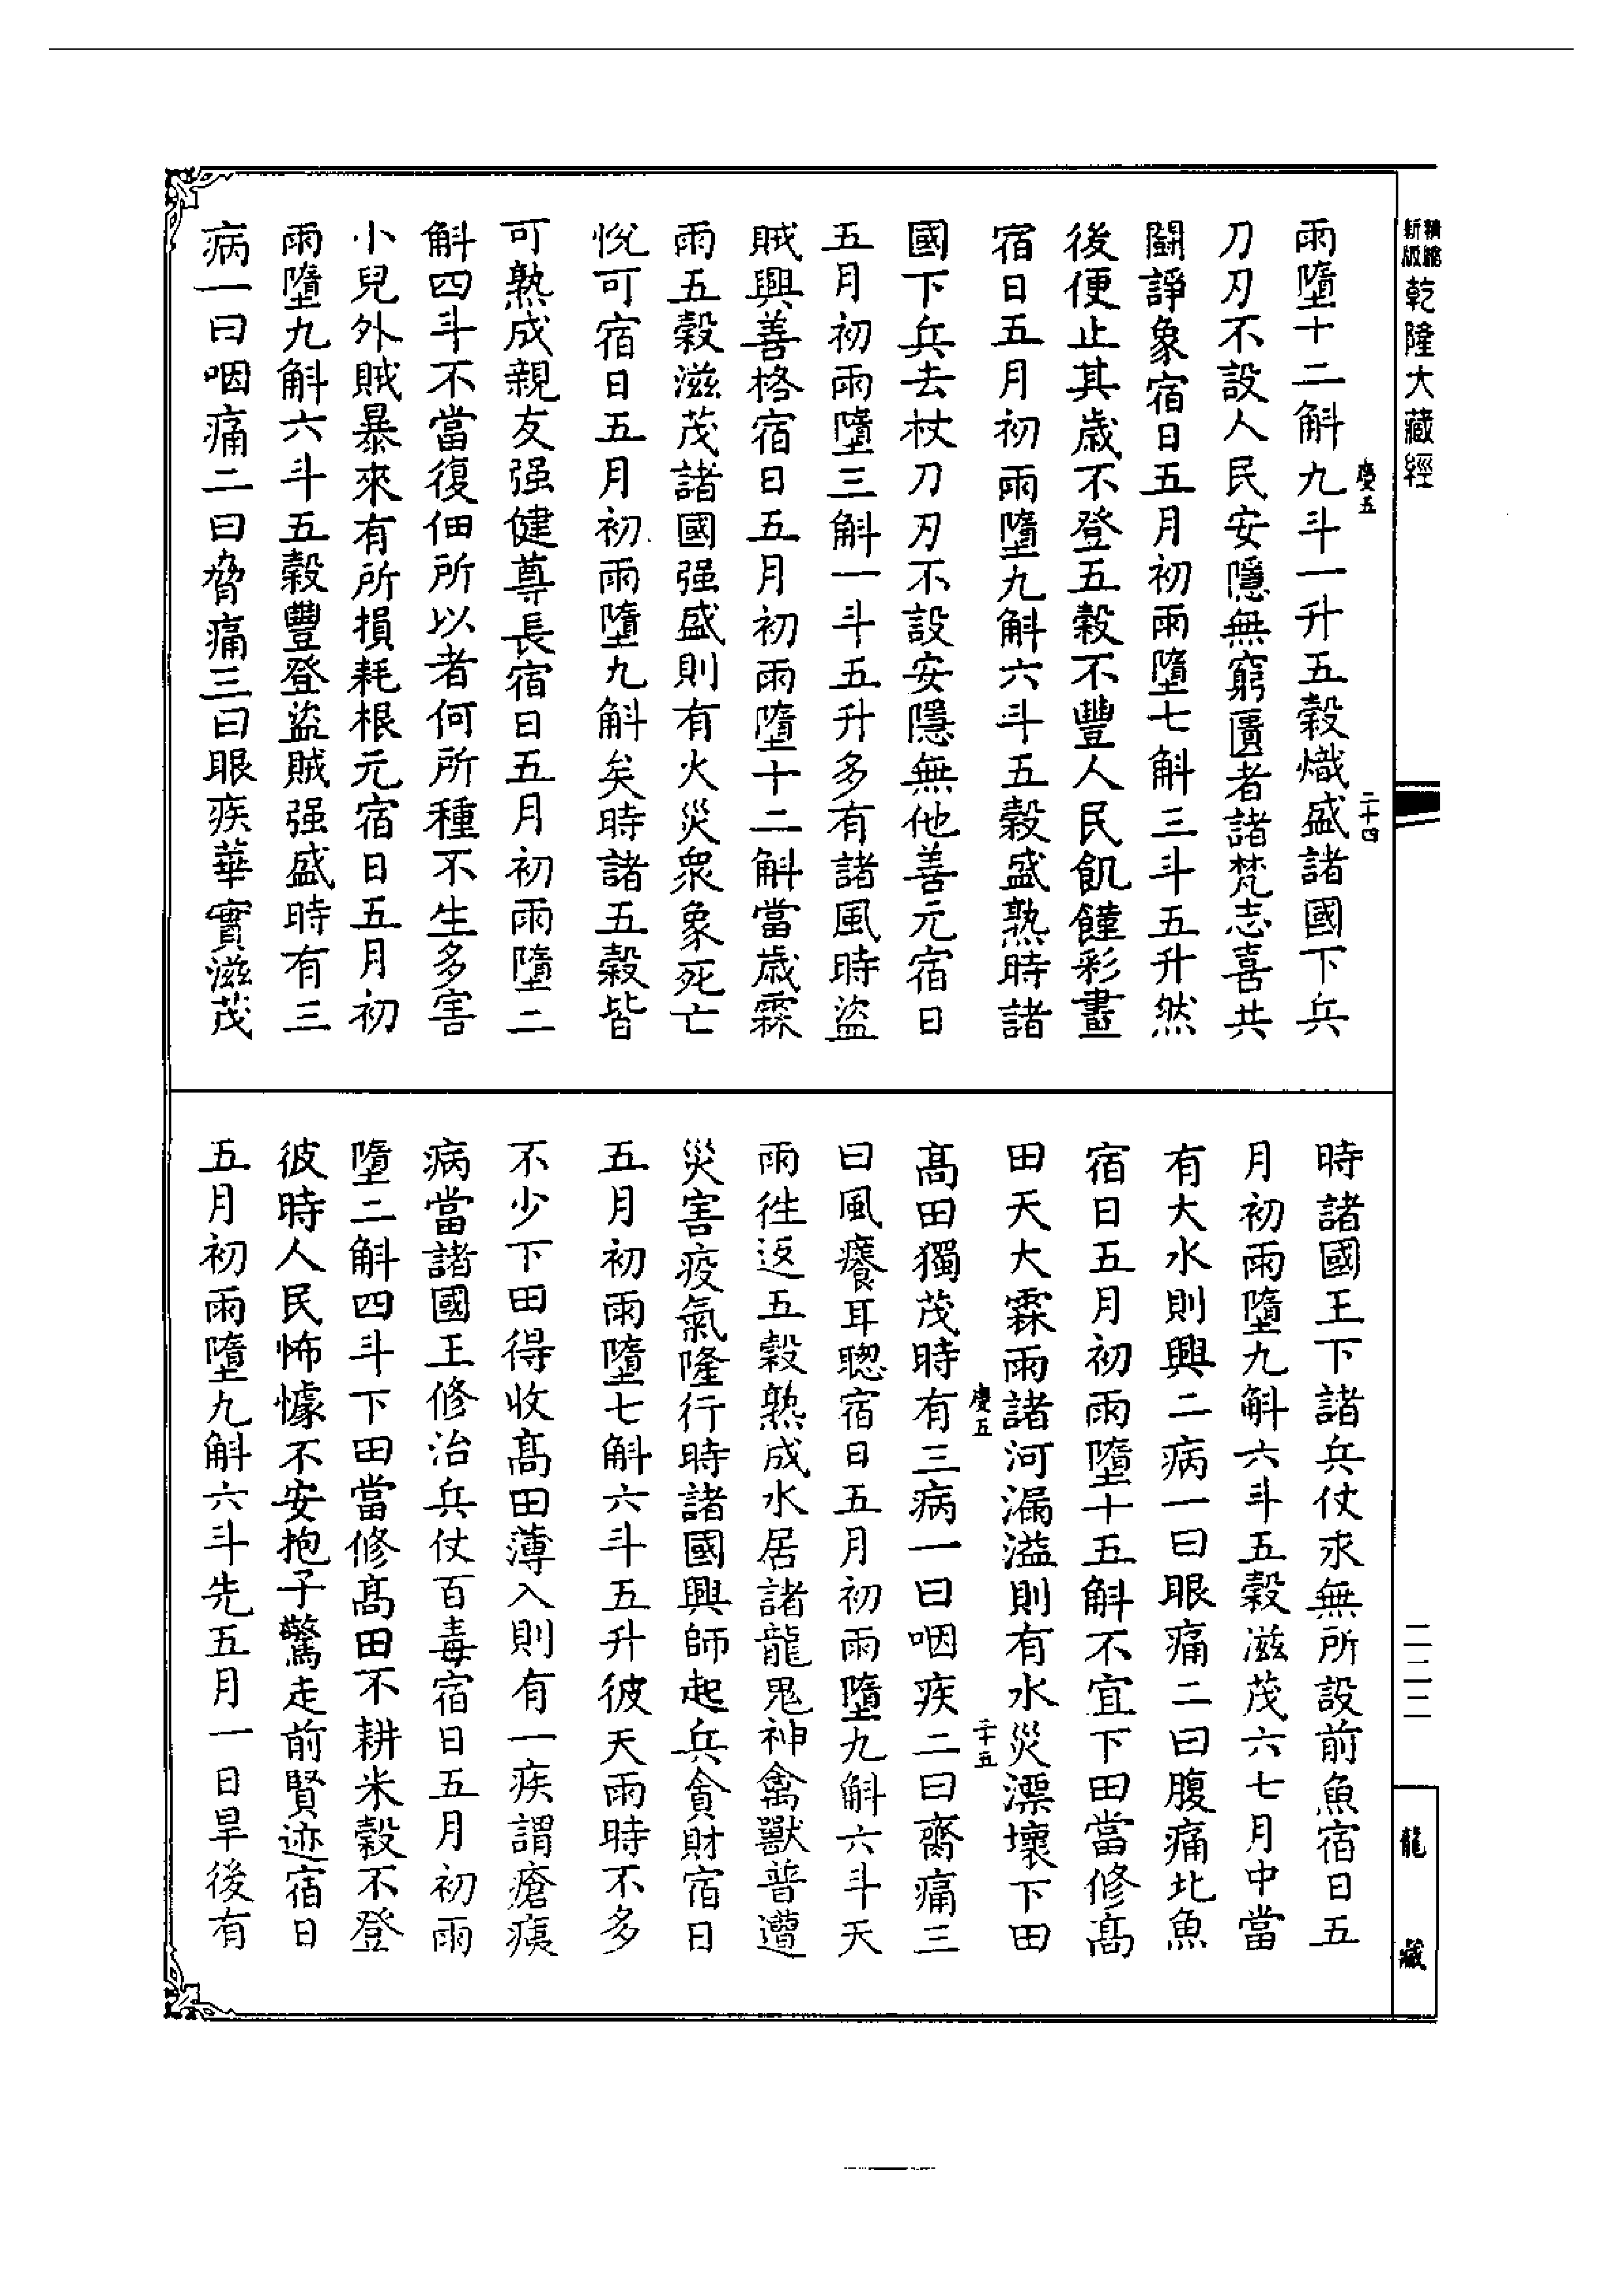 精縮新版乾隆大藏經
二二二
龍藏
慶五
二十四
雨墮十二斛九斗一升五穀熾盛諸國下兵
刀刃不設人民安隱無窮匱者諸梵志喜共
鬪諍象宿日五月初雨墮七斛三斗五升然
後便止其歲不登五穀不豐人民飢饉彩畫
宿日五月初雨墮九斛六斗五穀盛熟時諸
國下兵去杖刀刃不設安隱無他善元宿日
五月初雨墮三斛一斗五升多有諸風時盜
賊興善格宿日五月初雨墮十二斛當歲霖
雨五穀滋茂諸國强盛則有火災衆象死亡
悅可宿日五月初雨墮九斛矣時諸五穀皆
可熟成親友强健尊長宿日五月初雨墮二
斛四斗不當復佃所以者何所種不生多害
小兒外賊暴來有所損耗根元宿日五月初
雨墮九斛六斗五穀豐登盜賊强盛時有三
病一曰咽痛二曰脅痛三曰眼疾華實滋茂
時諸國王下諸兵仗求無所設前魚宿日五
月初雨墮九斛六斗五穀滋茂六七月中當
有大水則興二病一曰眼痛二曰腹痛北魚
宿日五月初雨墮十五斛不宜下田當修髙
田天大霖雨諸河漏溢則有水災漂壞下田
慶五
二十五
髙田獨茂時有三病一曰咽疾二曰齊痛三
曰風癢耳聰宿日五月初雨墮九斛六斗天
雨徃返五穀熟成水居諸龍鬼神禽獸普遭
災害疫氣隆行時諸國興師起兵貪財宿日
五月初雨墮七斛六斗五升彼天雨時不多
不少下田得收髙田薄入則有一疾謂瘡痍
病當諸國王修治兵仗百毒宿日五月初雨
墮二斛四斗下田當修髙田不耕米穀不登
彼時人民怖懅不安抱子驚走前賢迹宿日
五月初雨墮九斛六斗先五月一日旱後有